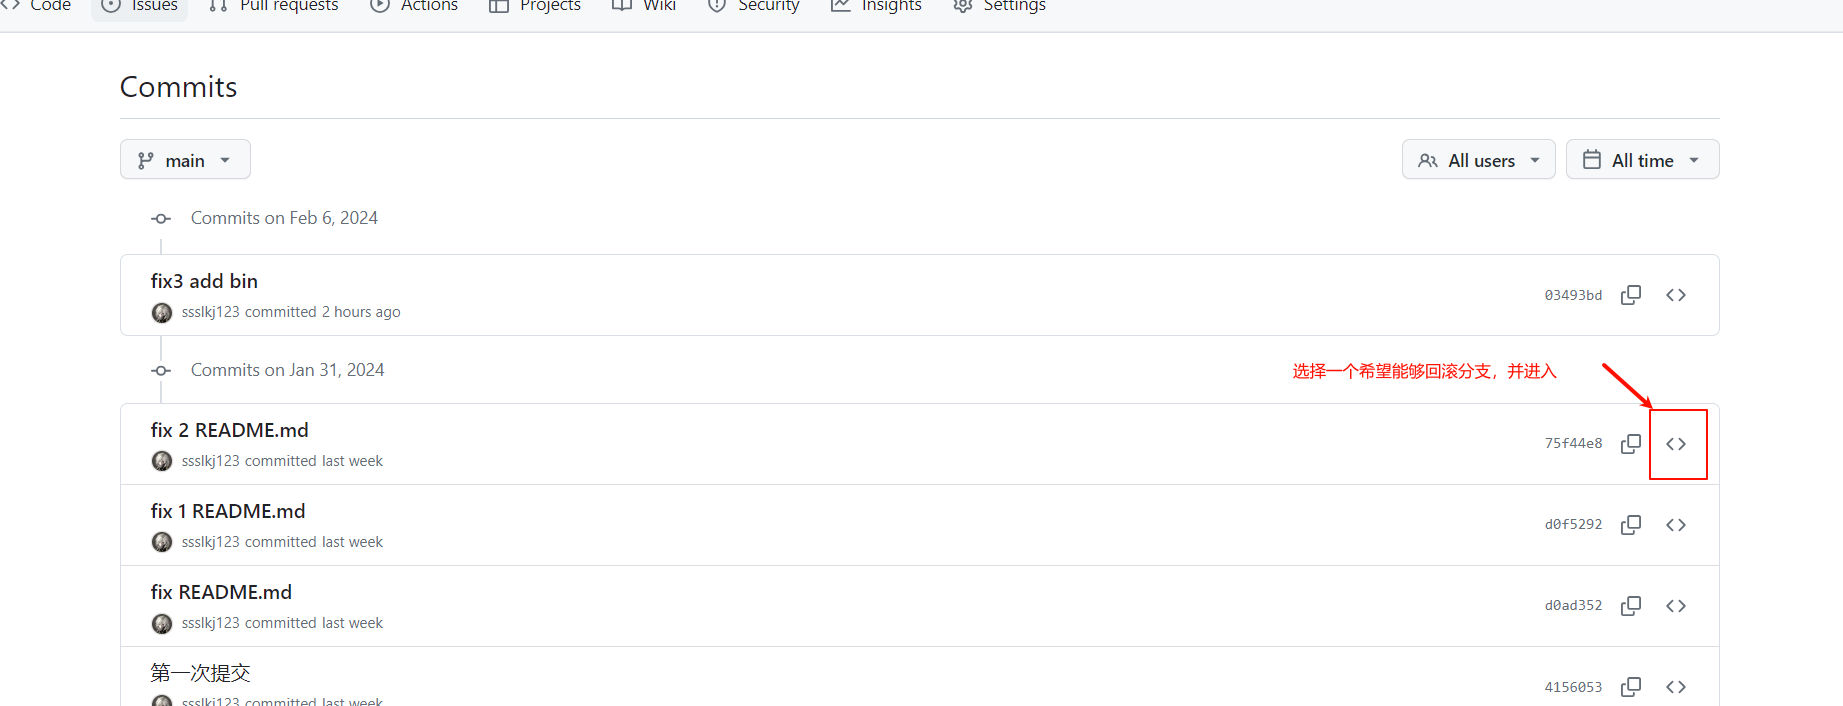 Code Issues Pull requests Actions Projects Wiki Security Insights Settings
Commits
main All users All time
Commits on Feb 6, 2024
fix3 add bin
03493bd
ssslkj123 committed 2 hours ago
Commits on Jan 31, 2024
选择一个希望能够回滚分支，并进入
fix 2 README.md
75f44e8
ssslkj123 committed last week
fix 1 README.md
d0f5292
ssslkj123 committed last week
fix README.md
d0ad352
ssslkj123 committed last week
第一次提交
4156053
ssslkj123 committed last week